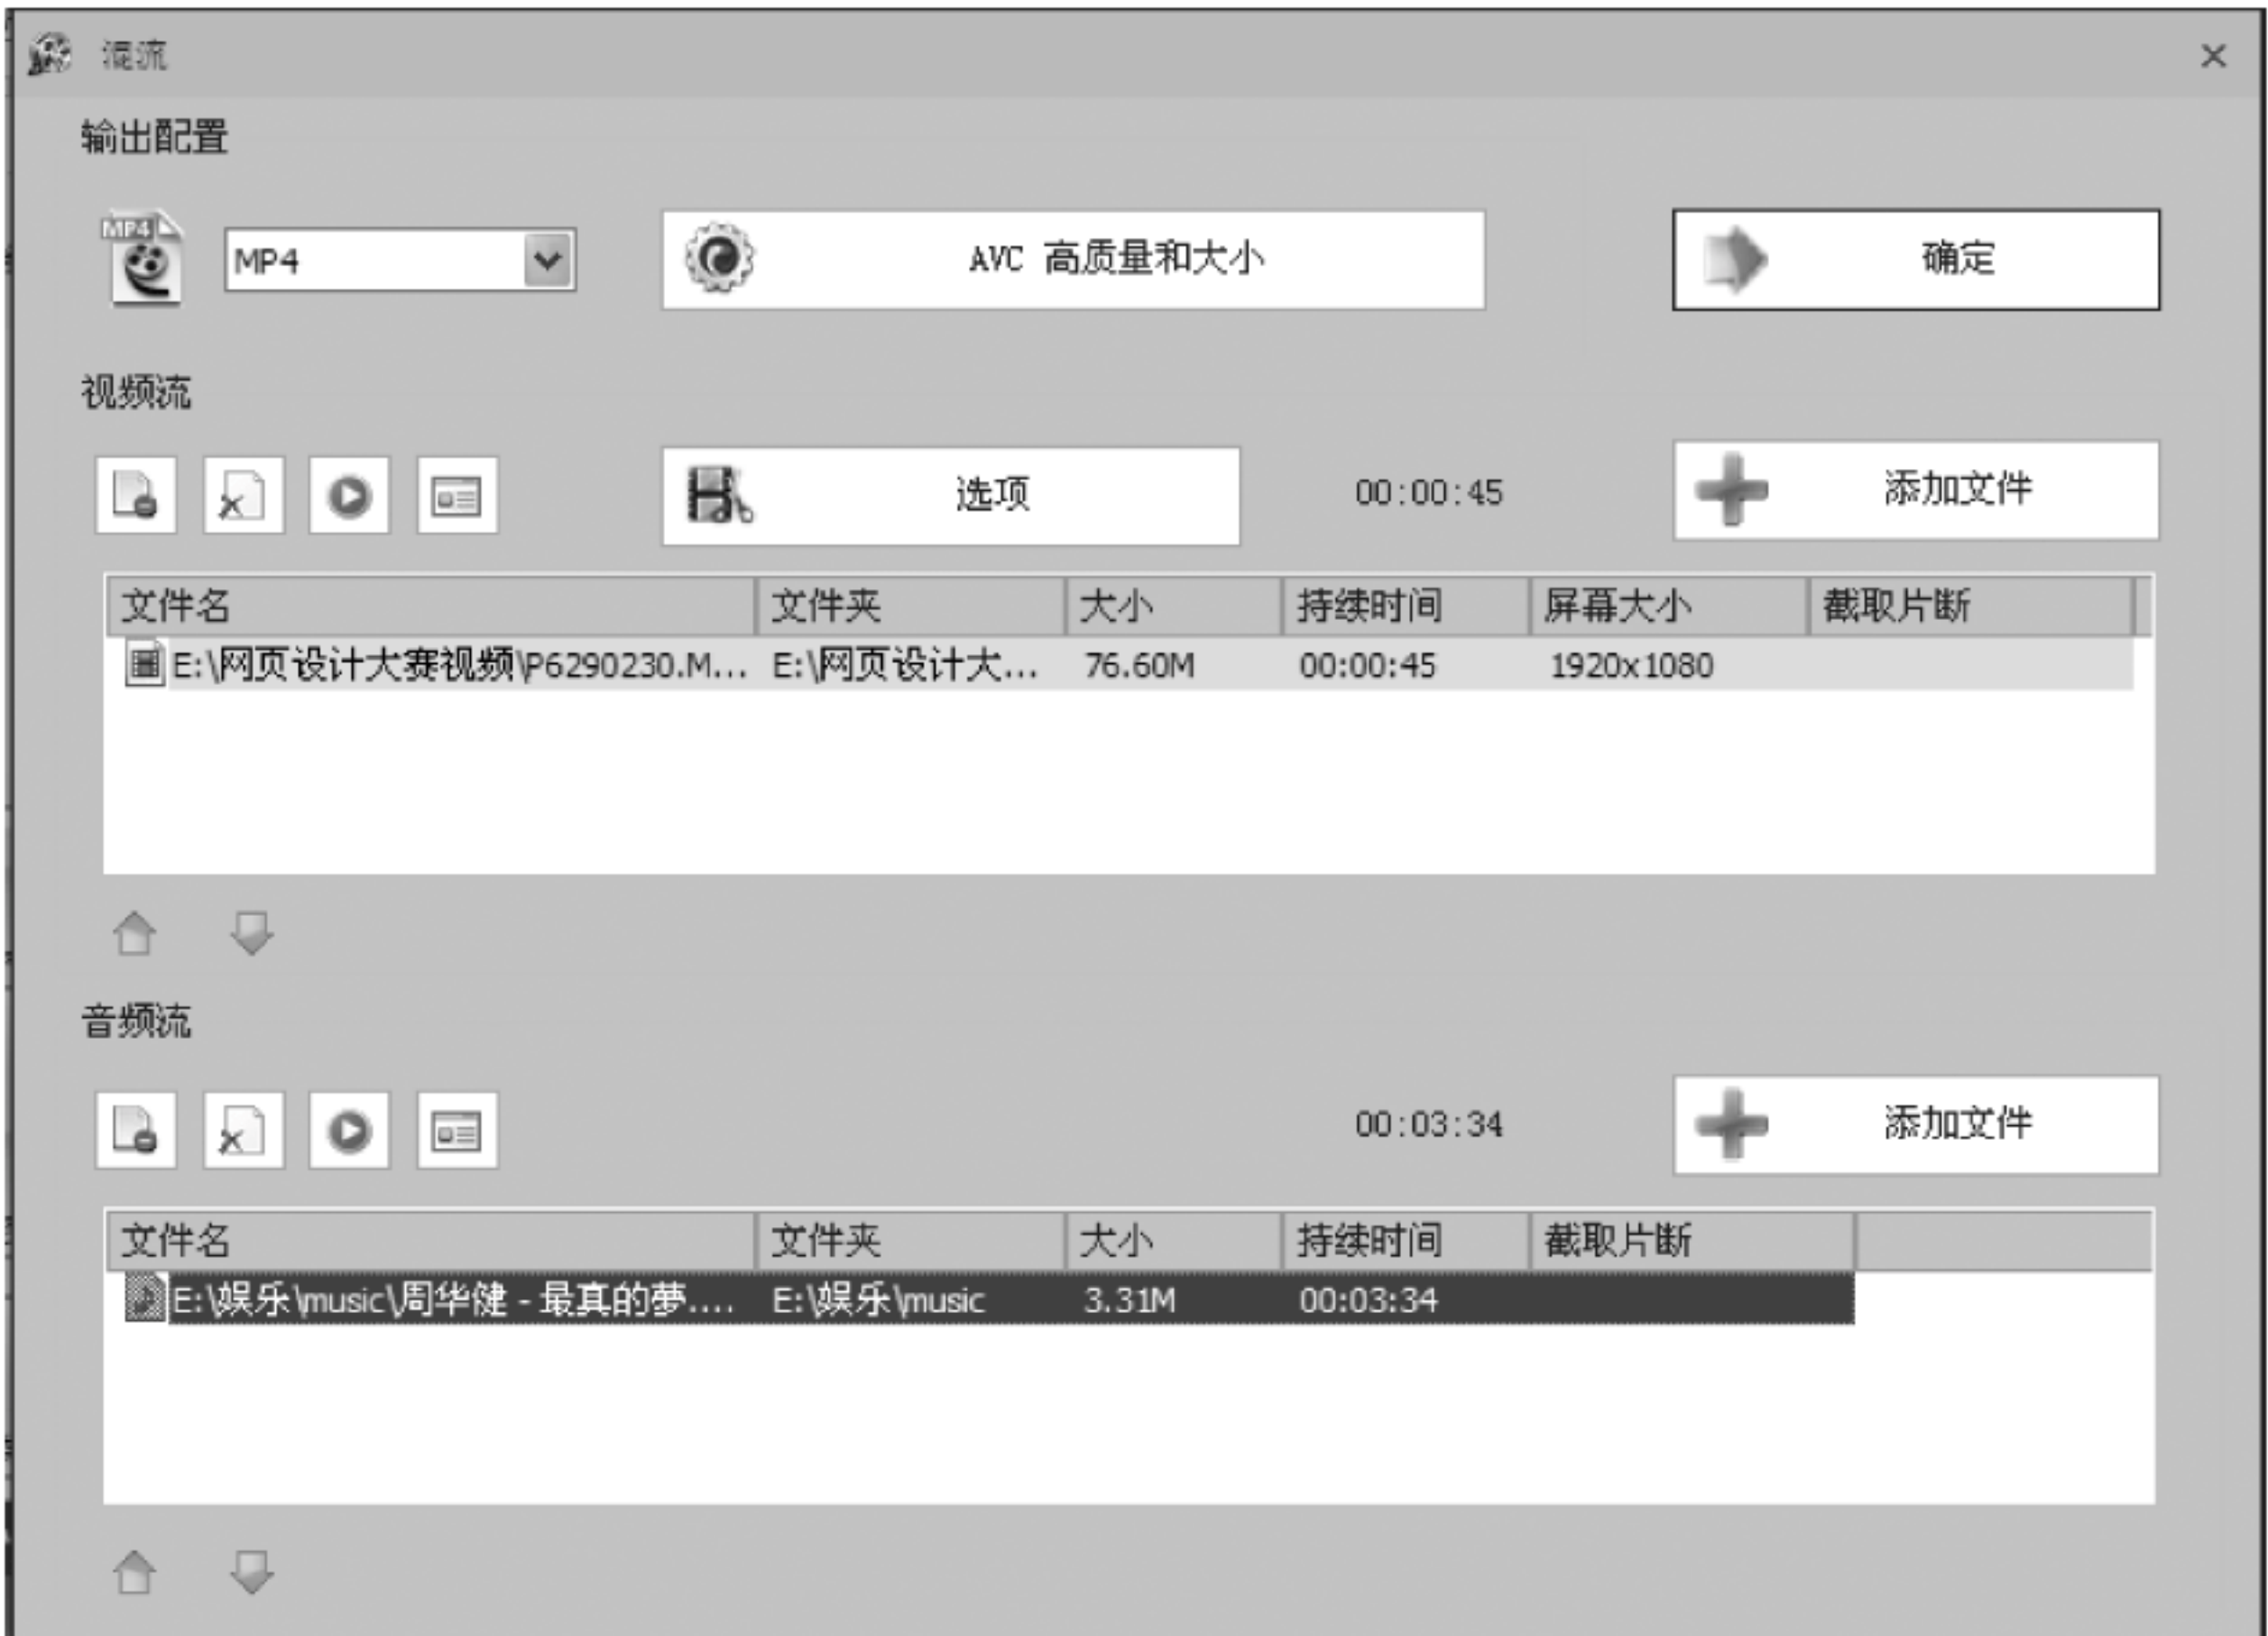 混流
输出配置
MP4
MP4
AVC 高质量和大小
确定
视频流
选项
00:00:45
添加文件
文件名 文件夹 大小 持续时间 屏幕大小 截取片断
E:\网页设计大赛视频\P6290230.M... E:\网页设计大... 76.60M 00:00:45 1920x1080
音频流
00:03:34
添加文件
文件名 文件夹 大小 持续时间 截取片断
E:\娱乐\music\周华健 - 最真的夢.... E:\娱乐\music 3.31M 00:03:34